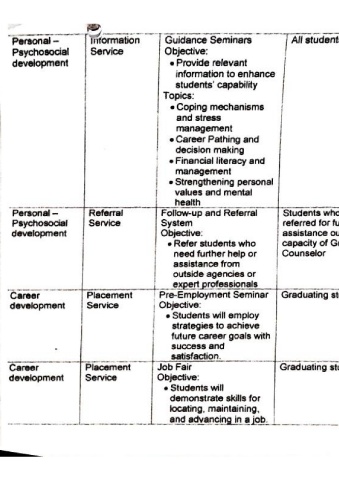 Personal –
Psychosocial
development
Information
Service
Guidance Seminars
Objective:
• Provide relevant
information to enhance
students' capability
Topics:
• Coping mechanisms
and stress
management
• Career Pathing and
decision making
• Financial literacy and
management
• Strengthening personal
values and mental
health
All student
Personal –
Psychosocial
development
Referral
Service
Follow-up and Referral
System
Objective:
• Refer students who
need further help or
assistance from
outside agencies or
expert professionals
Students who
referred for fu
assistance ou
capacity of G
Counselor
Career
development
Placement
Service
Pre-Employment Seminar
Objective:
• Students will employ
strategies to achieve
future career goals with
success and
satisfaction.
Graduating st
Career
development
Placement
Service
Job Fair
Objective:
• Students will
demonstrate skills for
locating, maintaining,
and advancing in a job.
Graduating st